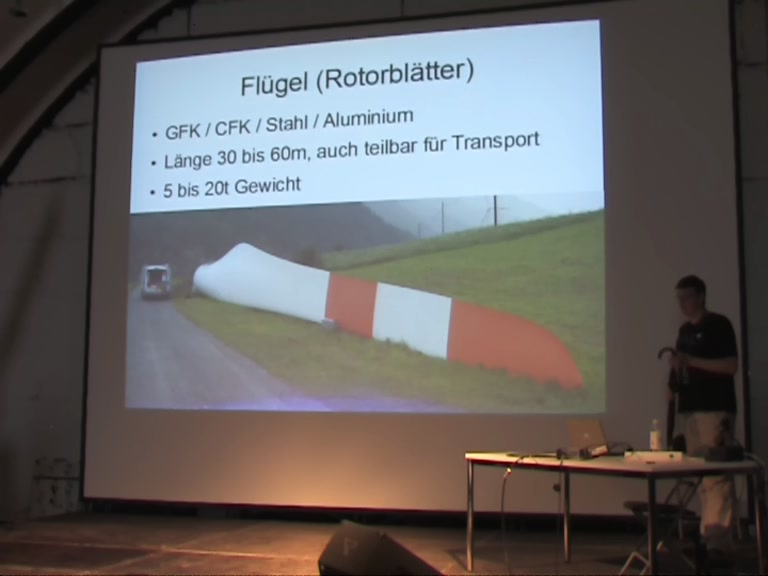 Flügel (Rotorblätter)
• GFK / CFK / Stahl / Aluminium
• Länge 30 bis 60m, auch teilbar für Transport
• 5 bis 20t Gewicht